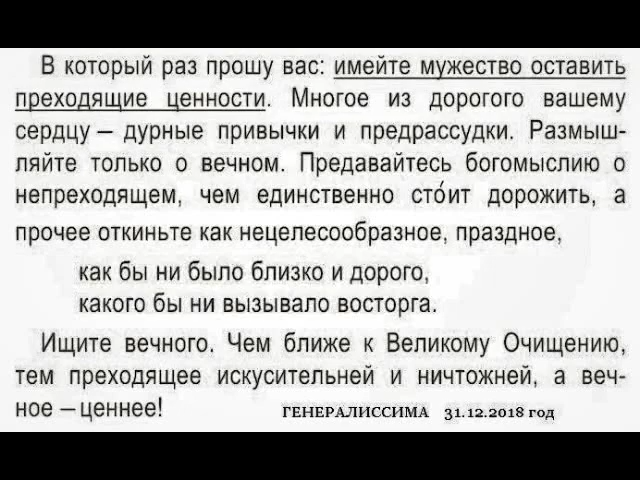 В который раз прошу вас: имейте мужество оставить
преходящие ценности. Многое из дорогого вашему
сердцу – дурные привычки и предрассудки. Размыш-
ляйте только о вечном. Предавайтесь богомыслию о
непреходящем, чем единственно сто́ит дорожить, а
прочее откиньте как нецелесообразное, праздное,
как бы ни было близко и дорого,
какого бы ни вызывало восторга.
Ищите вечного. Чем ближе к Великому Очищению,
тем преходящее искусительней и ничтожней, а веч-
ное – ценнее!
ГЕНЕРАЛИССИМА 31.12.2018 год